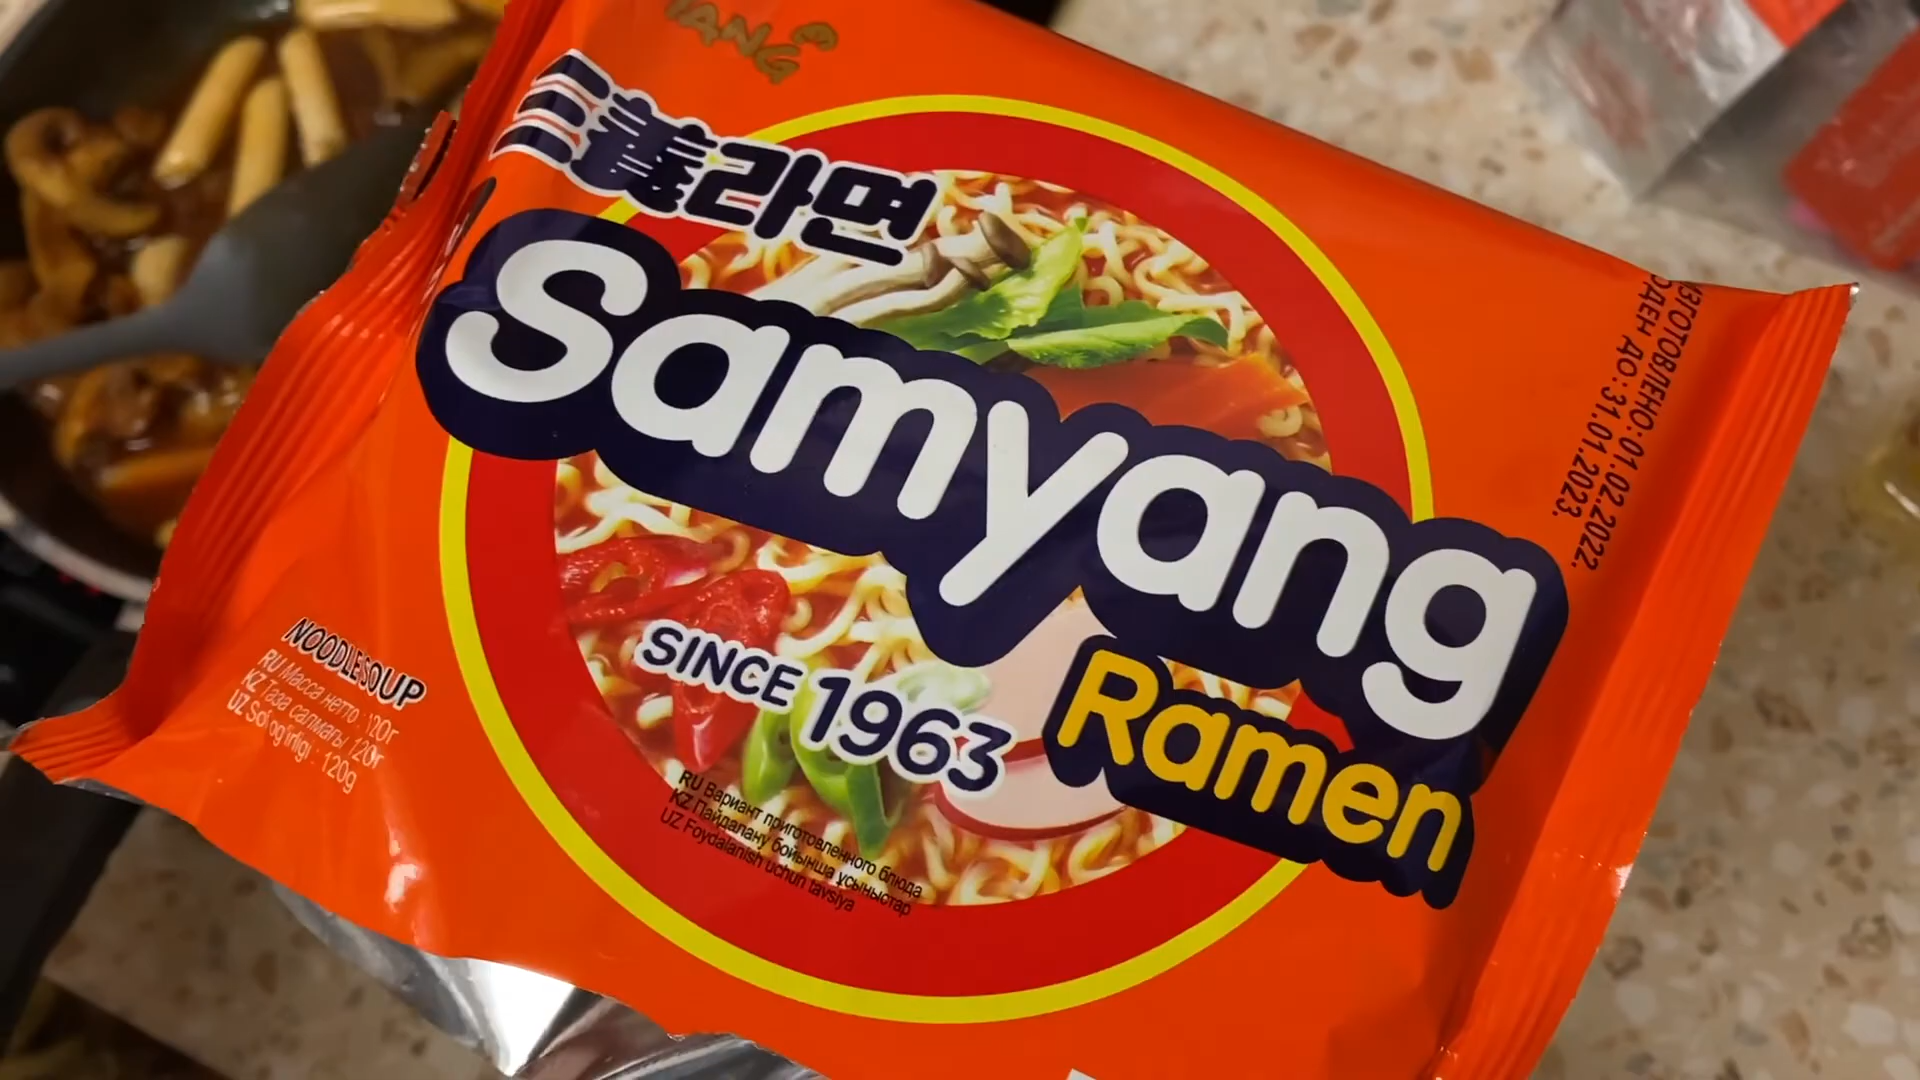 三養라면
Samyang
Ramen
SINCE 1963
NOODLE SOUP
RU Масса нетто : 120г
KZ Таза салмағы : 120г
UZ Sof og'irligi : 120g
RU Вариант приготовленного блюда
KZ Пайдалану бойынша ұсыныстар
UZ Foydalanish uchun tavsiya
ИЗГОТОВЛЕНО: 01.02.2022.
ГОДЕН ДО: 31.01.2023.